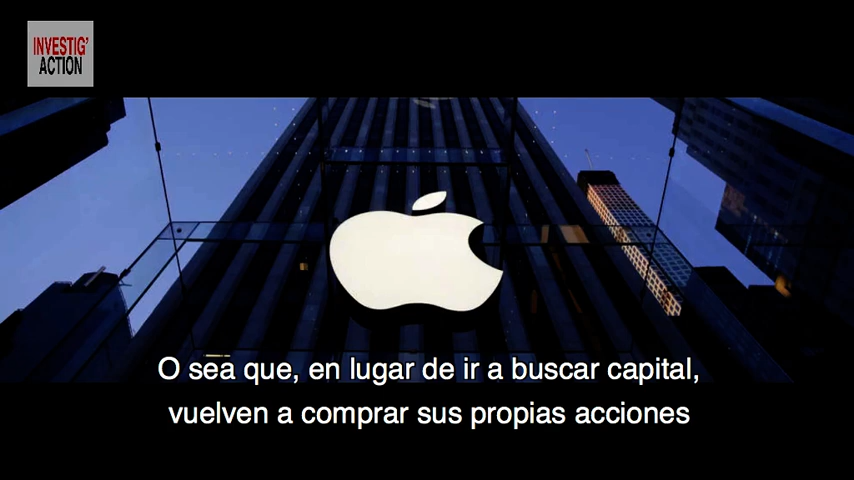 INVESTIG'
ACTION
O sea que, en lugar de ir a buscar capital,
vuelven a comprar sus propias acciones